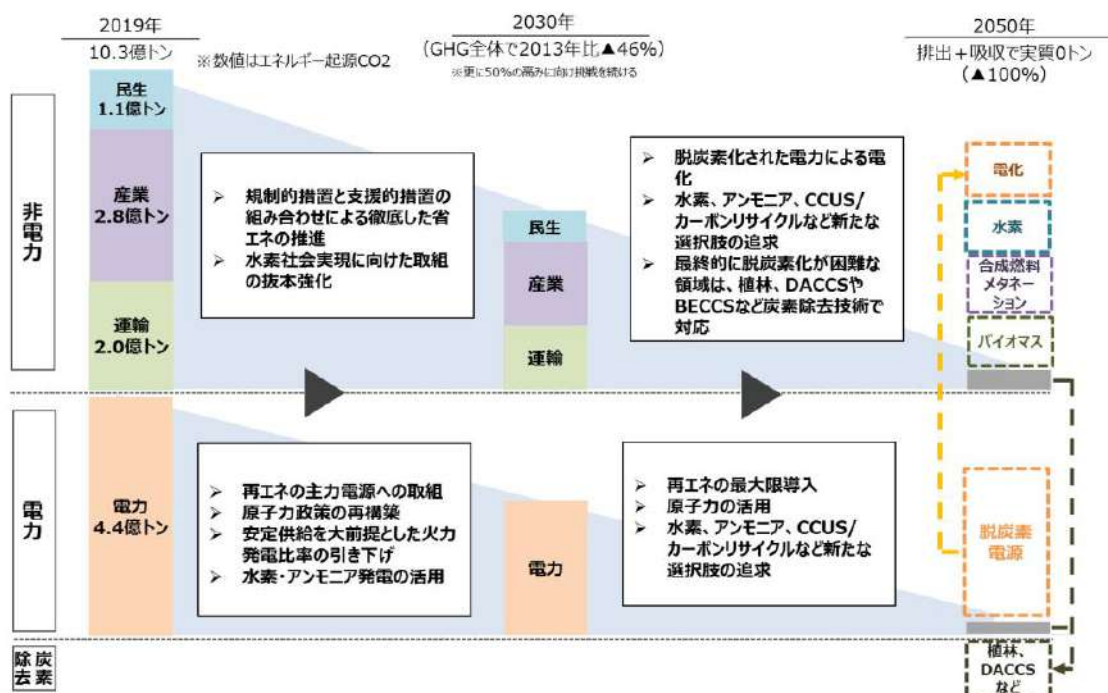 2019年
10.3億トン
※数値はエネルギー起源CO2
2030年
(GHG全体で2013年比▲46%)
※更に50%の高みに向け挑戦を続ける
2050年
排出+吸収で実質0トン
(▲100%)
非電力
民生
1.1億トン
産業
2.8億トン
運輸
2.0億トン
➢ 規制的措置と支援的措置の
組み合わせによる徹底した省
エネの推進
➢ 水素社会実現に向けた取組
の抜本強化
民生
産業
運輸
➢ 脱炭素化された電力による電
化
➢ 水素、アンモニア、CCUS/
カーボンリサイクルなど新たな
選択肢の追求
➢ 最終的に脱炭素化が困難な
領域は、植林、DACCSや
BECCSなど炭素除去技術で
対応
電化
水素
合成燃料
メタネー
ション
バイオマス
電力
電力
4.4億トン
➢ 再エネの主力電源への取組
➢ 原子力政策の再構築
➢ 安定供給を大前提とした火力
発電比率の引き下げ
➢ 水素・アンモニア発電の活用
電力
➢ 再エネの最大限導入
➢ 原子力の活用
➢ 水素、アンモニア、CCUS/
カーボンリサイクルなど新たな
選択肢の追求
脱炭素
電源
炭素除去
植林、
DACCS
など